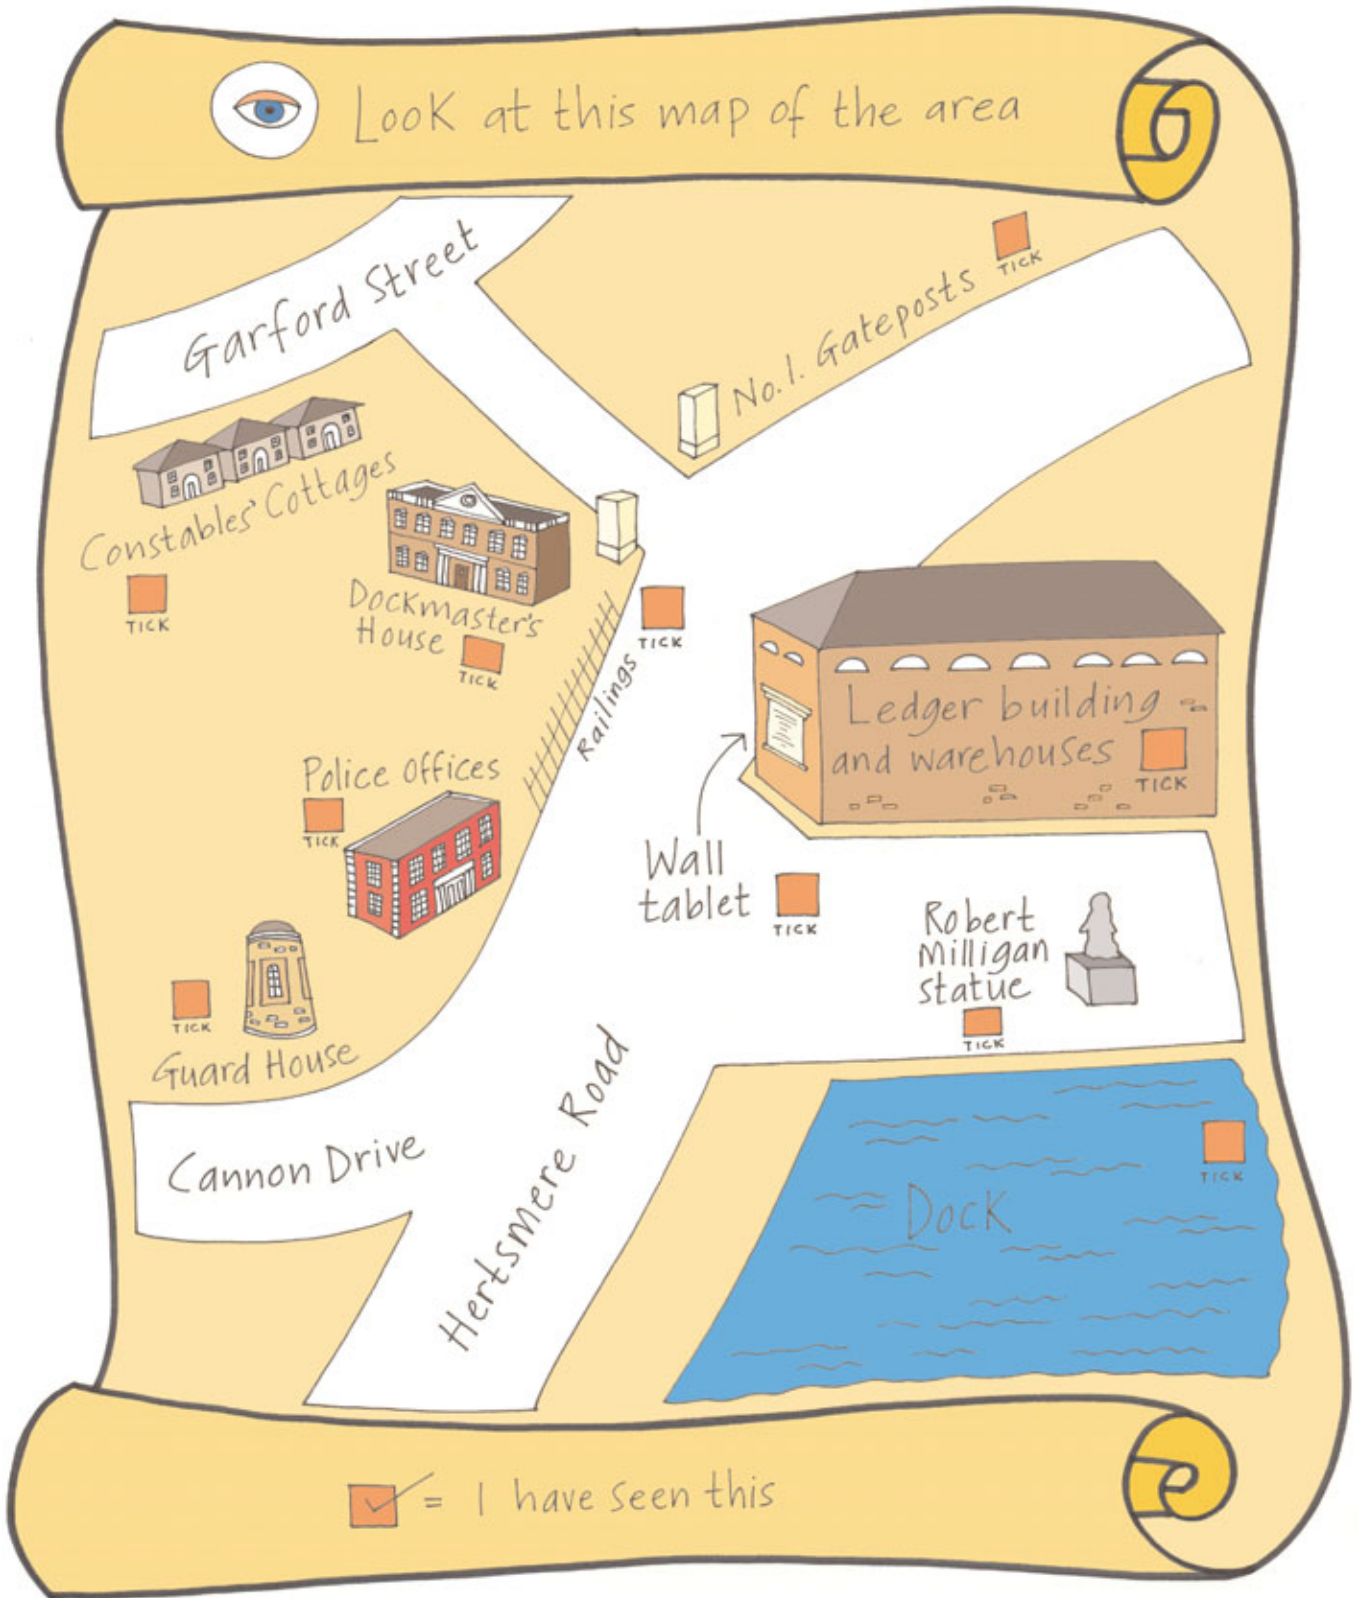 Look at this map of the area
Garford Street
TICK
No. 1. Gateposts
Constables' Cottages
TICK
Dockmaster's
House
TICK
Railings
TICK
Ledger building
and warehouses
TICK
Police Offices
TICK
Wall
tablet
TICK
Robert
Milligan
statue
TICK
TICK
Guard House
Cannon Drive
Hertsmere Road
Dock
TICK
= I have seen this